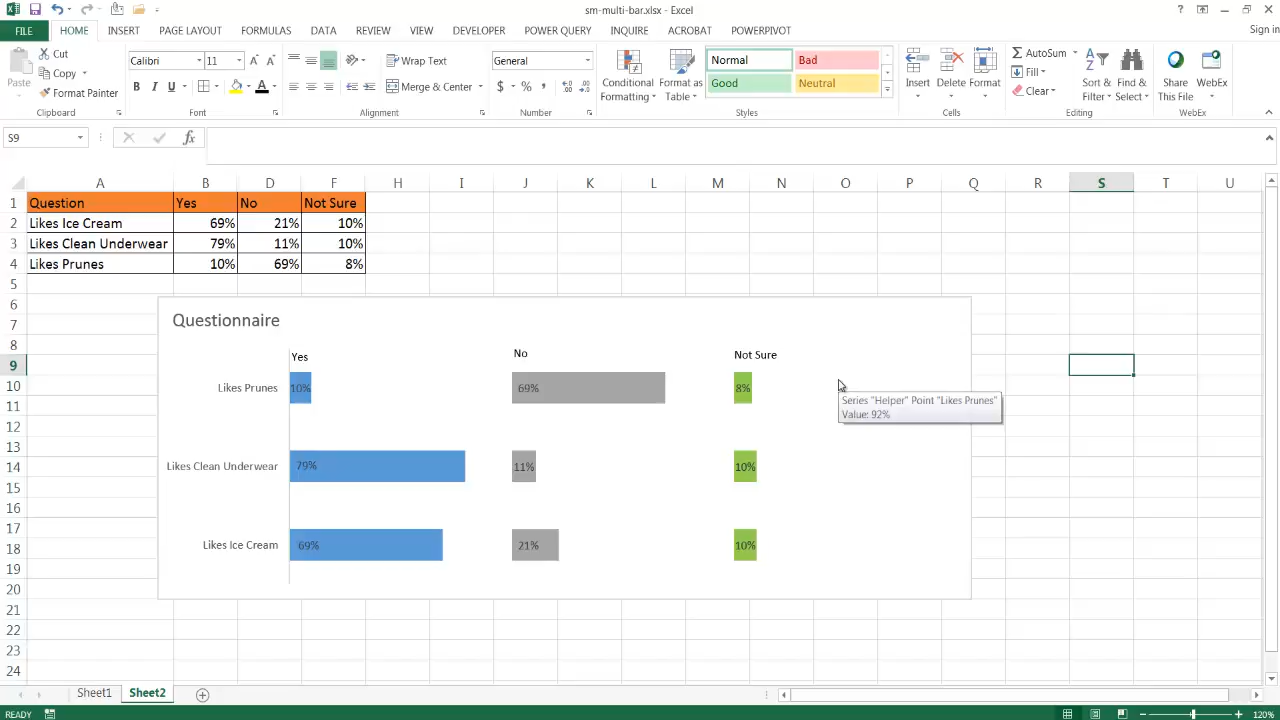 sm-multi-bar.xlsx - Excel
Sign in
FILE HOME INSERT PAGE LAYOUT FORMULAS DATA REVIEW VIEW DEVELOPER POWER QUERY INQUIRE ACROBAT POWERPIVOT
Paste
Cut
Copy
Format Painter
Clipboard
Calibri 11
B I U
Font
Wrap Text
Merge & Center
Alignment
General
$ % ,
Number
Conditional Formatting
Format as Table
Normal Bad
Good Neutral
Styles
Insert Delete Format
Cells
AutoSum
Fill
Clear
Sort & Filter
Find & Select
Editing
Share This File
WebEx
WebEx
S9
fx
A B D F H I J K L M N O P Q R S T U
1 Question Yes No Not Sure
2 Likes Ice Cream 69% 21% 10%
3 Likes Clean Underwear 79% 11% 10%
4 Likes Prunes 10% 69% 8%
5
6
7
8
9
10
11
12
13
14
15
16
17
18
19
20
21
22
23
24
Questionnaire
Yes No Not Sure
Likes Prunes 10% 69% 8%
Series "Helper" Point "Likes Prunes"
Value: 92%
Likes Clean Underwear 79% 11% 10%
Likes Ice Cream 69% 21% 10%
Sheet1 Sheet2
READY
120%